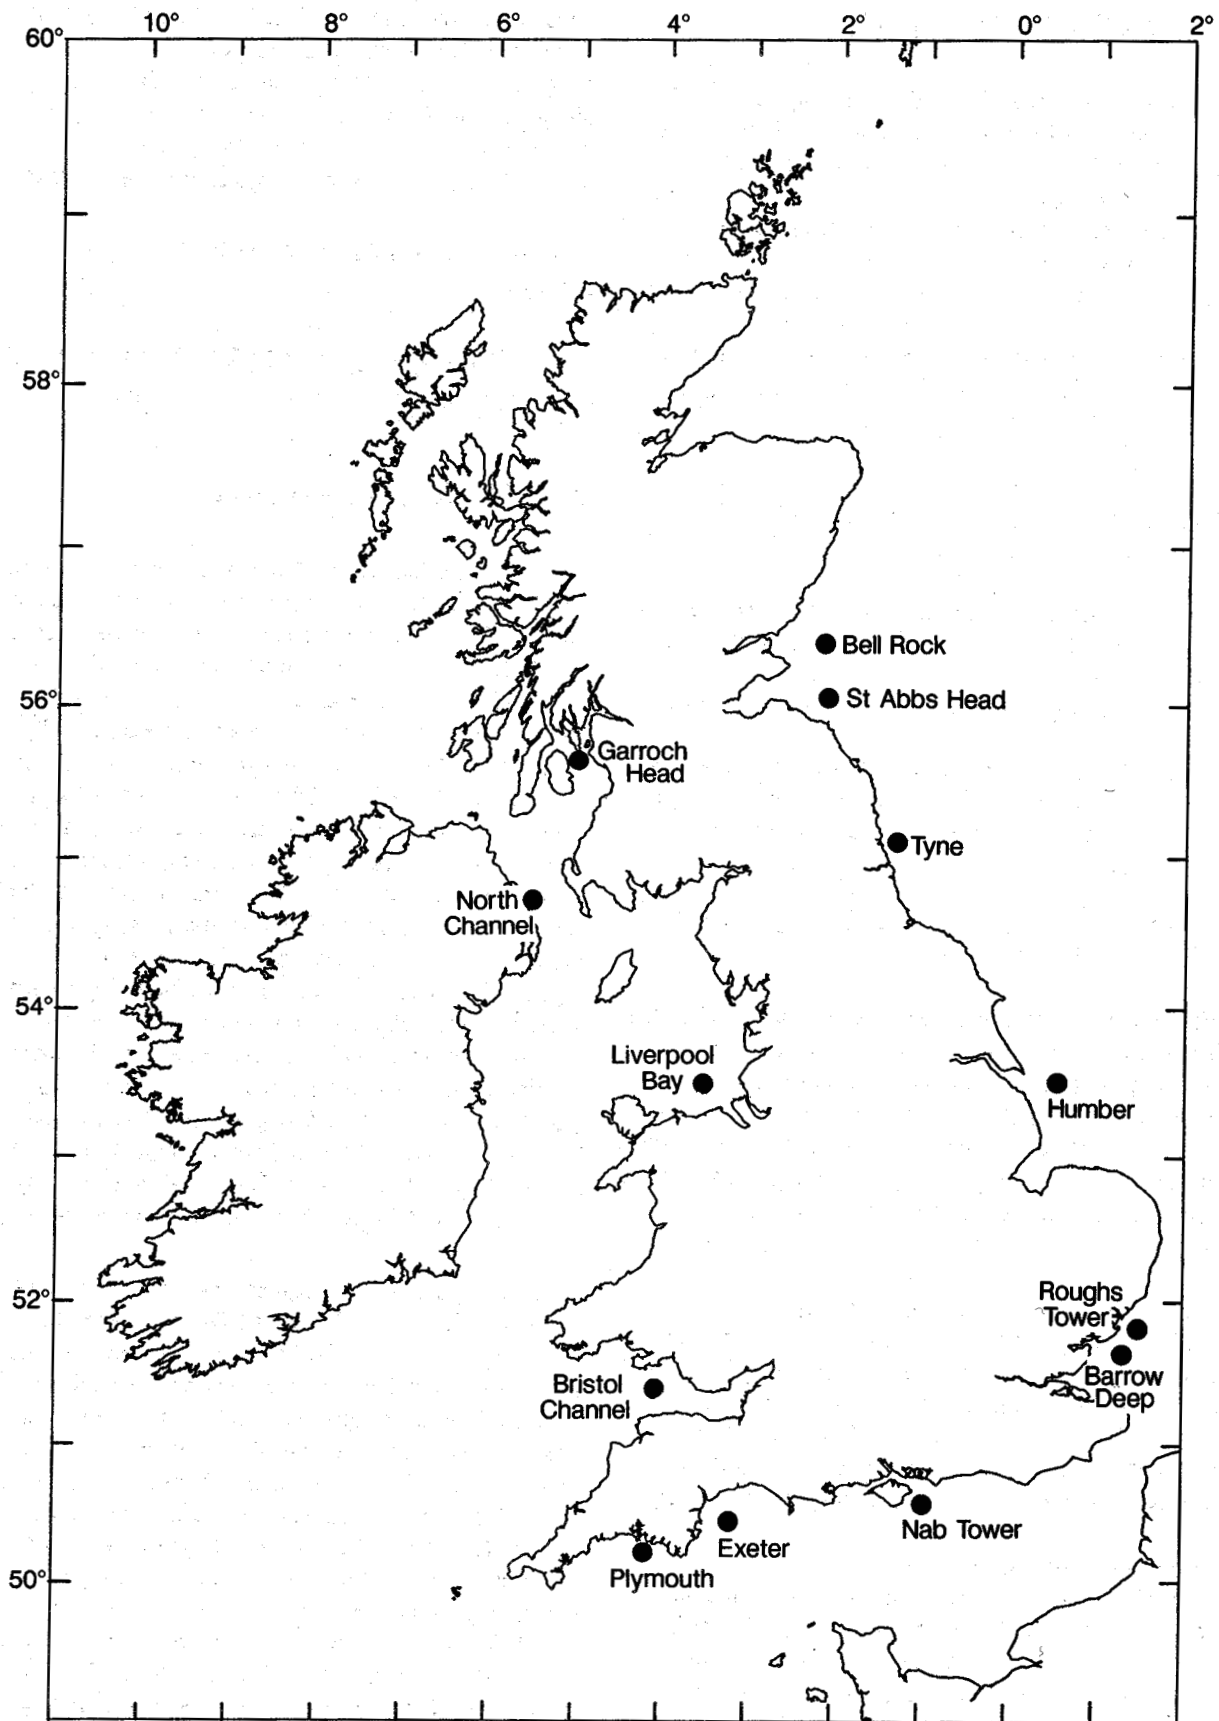 10° 8° 6° 4° 2° 0° 2°
60°
58°
Bell Rock
56°
St Abbs Head
Garroch
Head
Tyne
North
Channel
54°
Liverpool
Bay
Humber
52°
Roughs
Tower
Barrow
Deep
Bristol
Channel
Nab Tower
Exeter
Plymouth
50°